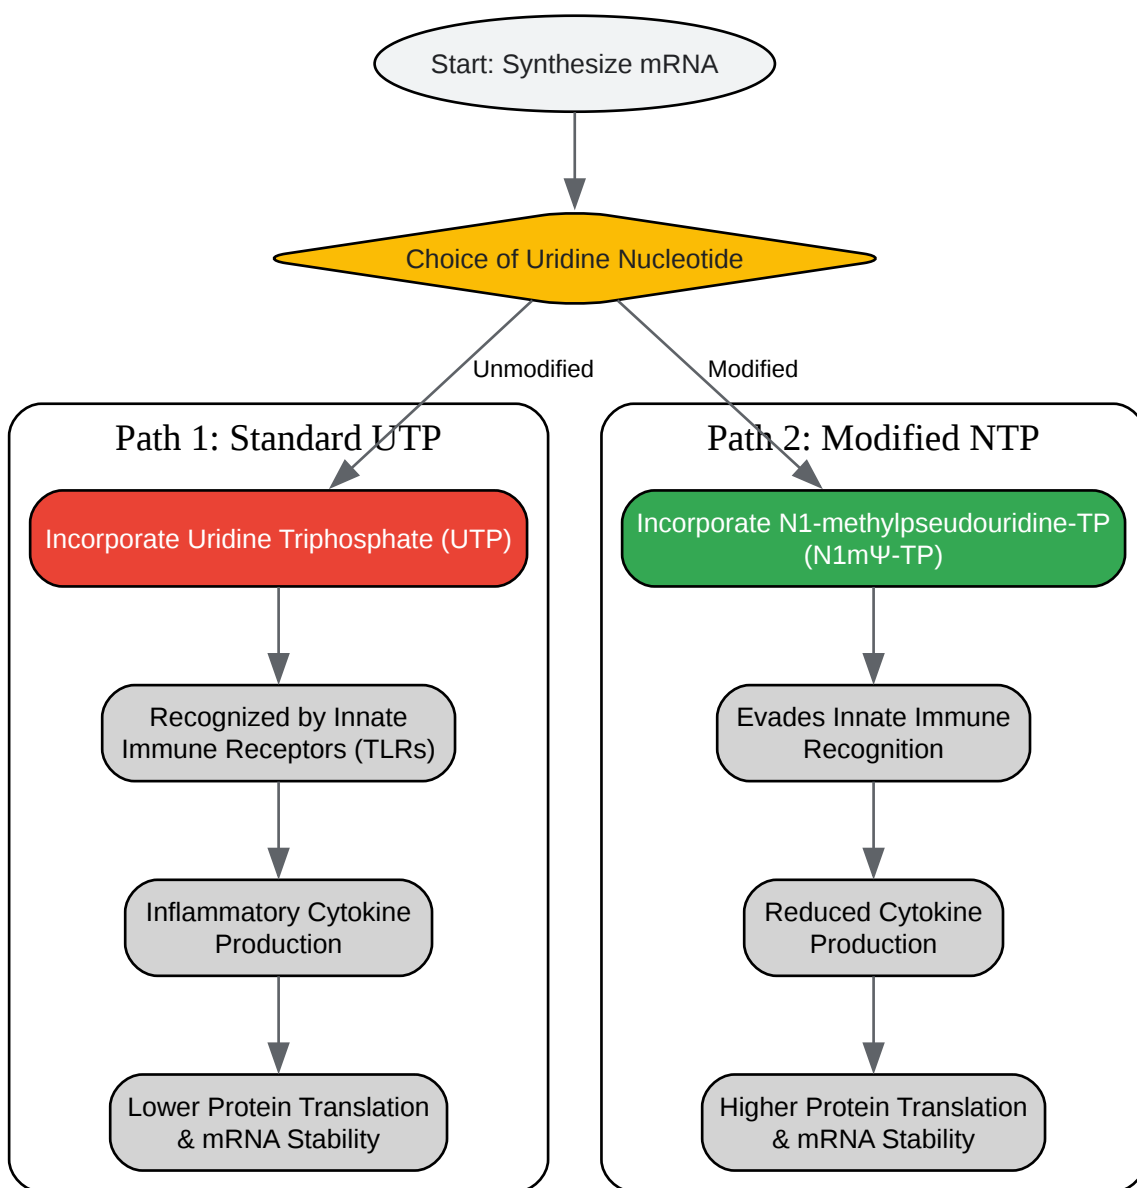 Start: Synthesize mRNA
Choice of Uridine Nucleotide
Unmodified
Modified
Path 1: Standard UTP
Incorporate Uridine Triphosphate (UTP)
Recognized by Innate
Immune Receptors (TLRs)
Inflammatory Cytokine
Production
Lower Protein Translation
& mRNA Stability
Path 2: Modified NTP
Incorporate N1-methylpseudouridine-TP
(N1mΨ-TP)
Evades Innate Immune
Recognition
Reduced Cytokine
Production
Higher Protein Translation
& mRNA Stability